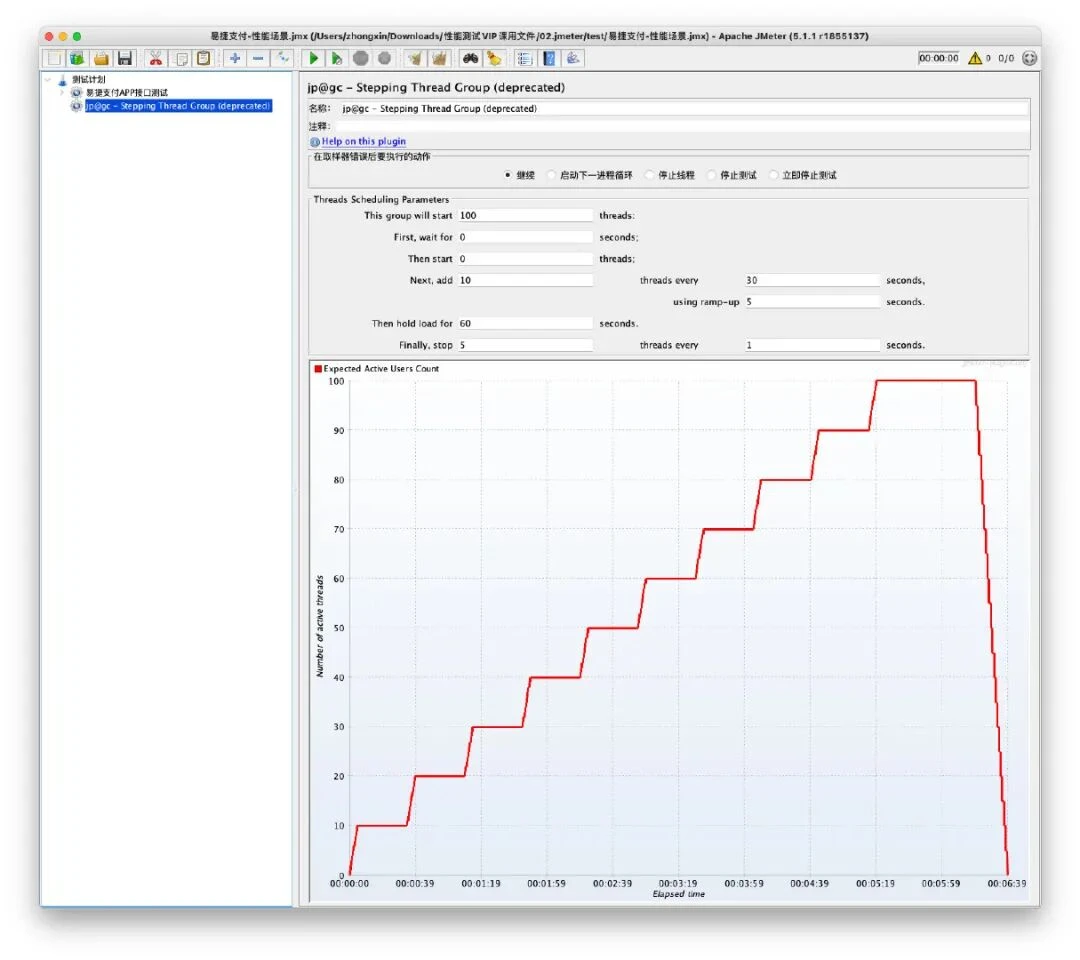 易捷支付-性能场景.jmx (/Users/zhongxin/Downloads/性能测试VIP课用文件/02.jmeter/test/易捷支付-性能场景.jmx) - Apache JMeter (5.1.1 r1855137)
00:00:00 0 0/0
测试计划
易捷支付APP接口测试
jp@gc - Stepping Thread Group (deprecated)
jp@gc - Stepping Thread Group (deprecated)
名称: jp@gc - Stepping Thread Group (deprecated)
注释:
Help on this plugin
在取样器错误后要执行的动作
继续 启动下一进程循环 停止线程 停止测试 立即停止测试
Threads Scheduling Parameters
This group will start 100 threads:
First, wait for 0 seconds;
Then start 0 threads;
Next, add 10 threads every 30 seconds,
using ramp-up 5 seconds.
Then hold load for 60 seconds.
Finally, stop 5 threads every 1 seconds.
Expected Active Users Count
100
90
80
70
60
50
40
30
20
10
0
Number of active threads
00:00:00 00:00:39 00:01:19 00:01:59 00:02:39 00:03:19 00:03:59 00:04:39 00:05:19 00:05:59 00:06:39
Elapsed time